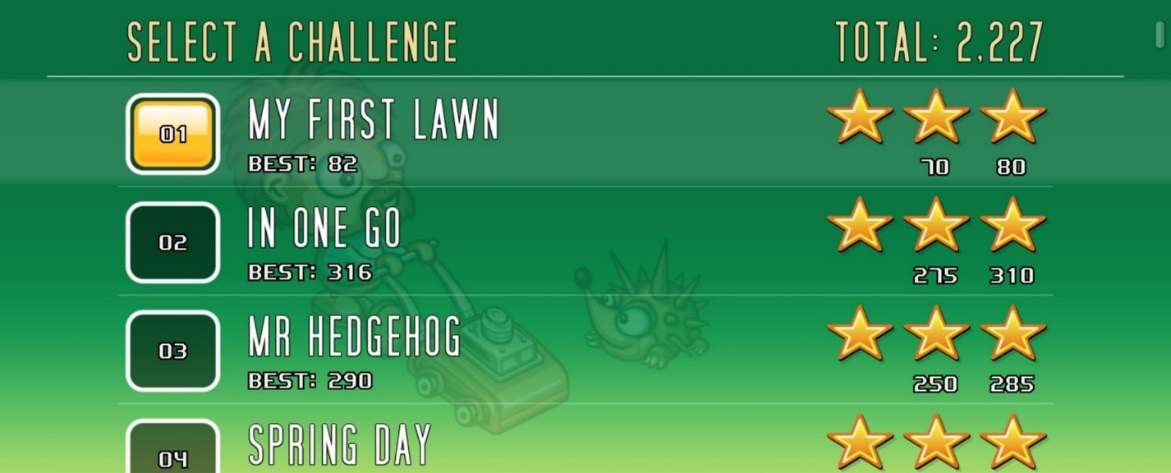 SELECT A CHALLENGE TOTAL: 2,227
01 MY FIRST LAWN
BEST: 82 70 80
02 IN ONE GO
BEST: 316 275 310
03 MR HEDGEHOG
BEST: 290 250 285
04 SPRING DAY